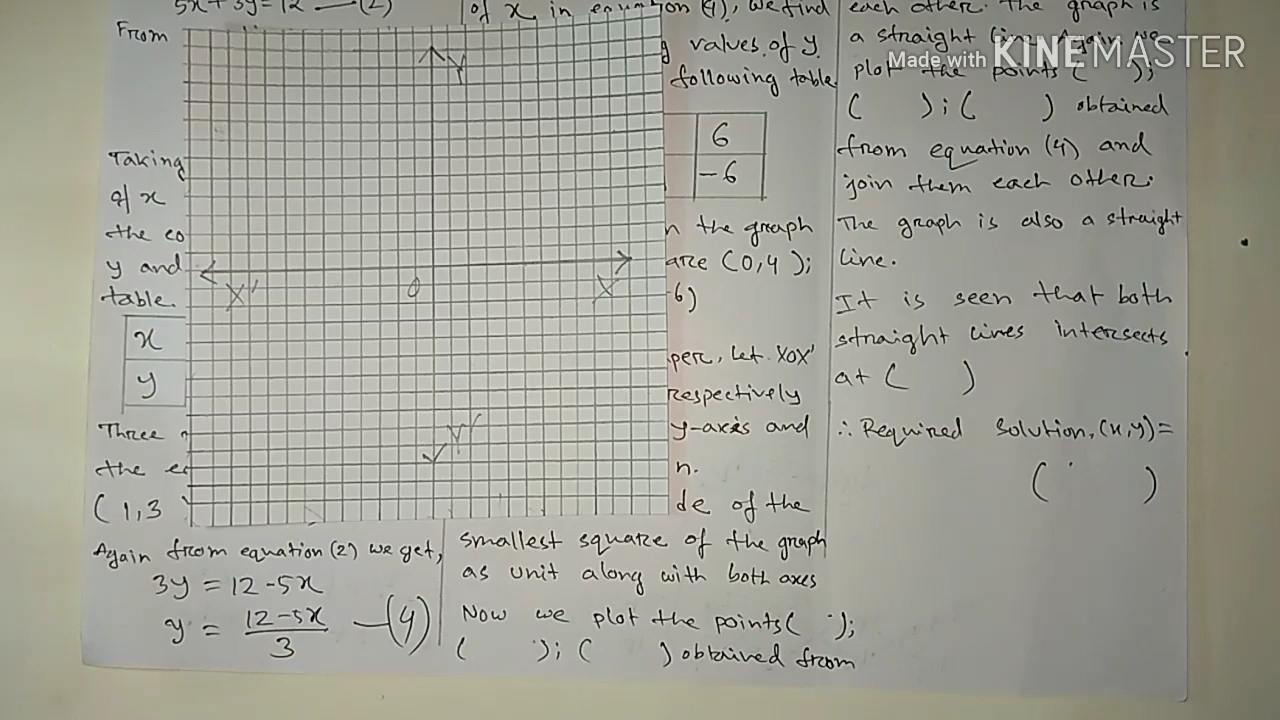 5x+3y=12 —(2)
From
Taking
of x
the co
y and
table.
x
y
Three
the
(1,3
Again from equation (2) we get,
3y = 12-5x
y = 12-5x/3 —(4)
of x in equation (4), we find
values of y
following table
6
-6
the graph
are (0,4);
-6)
per, Let XOX'
respectively
y-axis and
n.
de of the
smallest square of the graph
as unit along with both axes
Now we plot the points( );
( ); ( ) obtained from
each other. The graph is
a straight line. Again we
plot the points ( );
( ); ( ) obtained
from equation (4) and
join them each other.
The graph is also a straight
line.
It is seen that both
straight lines intersects
at ( )
∴ Required solution, (x,y)=
( )
Y
X'
O
X
Y'
Made with KINEMASTER